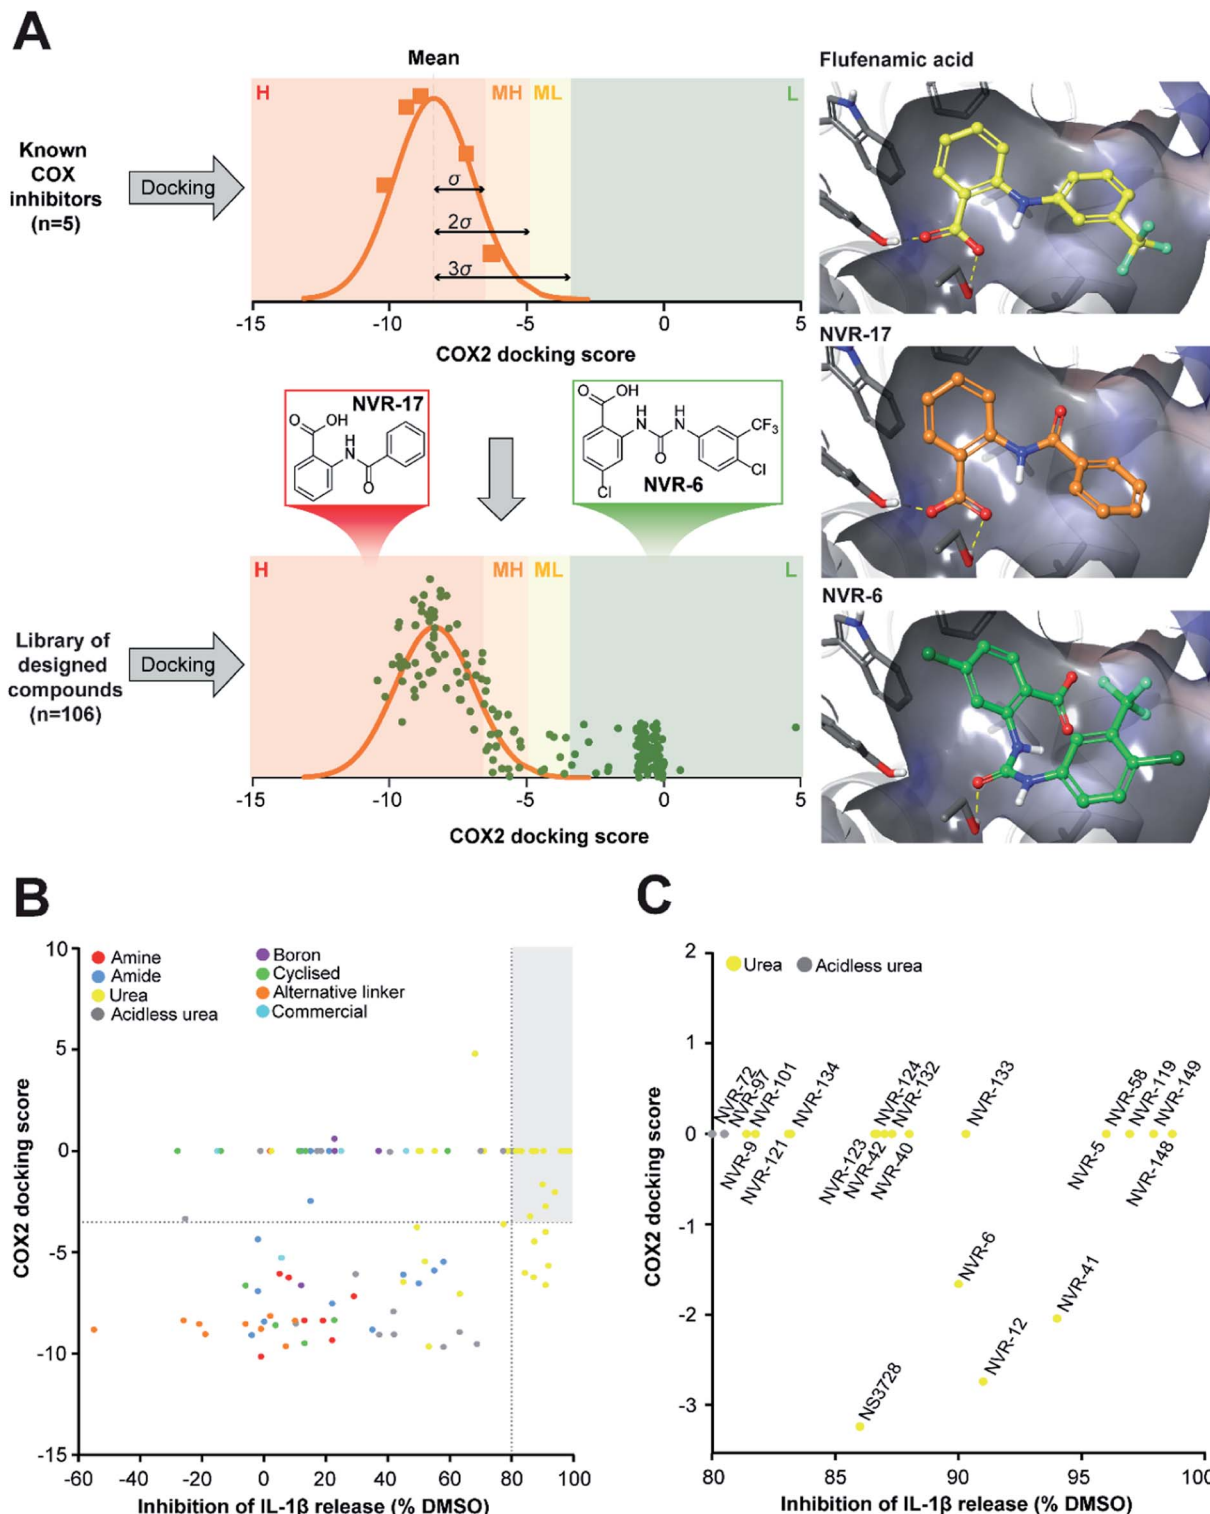 A
Mean
H
MH
ML
L
Known
COX
inhibitors
(n=5)
Docking
σ
2σ
3σ
-15
-10
-5
0
5
COX2 docking score
Flufenamic acid
NVR-17
NVR-6
NVR-17
OH
O
H
N
O
OH
O
H
N
H
N
O
CF3
Cl
Cl
NVR-6
Library of
designed
compounds
(n=106)
Docking
H
MH
ML
L
-15
-10
-5
0
5
COX2 docking score
B
10
5
0
-5
-10
-15
COX2 docking score
Amine
Amide
Urea
Acidless urea
Boron
Cyclised
Alternative linker
Commercial
-60
-40
-20
0
20
40
60
80
100
Inhibition of IL-1β release (% DMSO)
C
2
1
0
-1
-2
-3
COX2 docking score
Urea
Acidless urea
NVR-72
NVR-97
NVR-101
NVR-134
NVR-124
NVR-132
NVR-133
NVR-58
NVR-119
NVR-149
NVR-9
NVR-121
NVR-123
NVR-42
NVR-40
NVR-5
NVR-148
NVR-6
NVR-41
NVR-12
NS3728
80
85
90
95
100
Inhibition of IL-1β release (% DMSO)